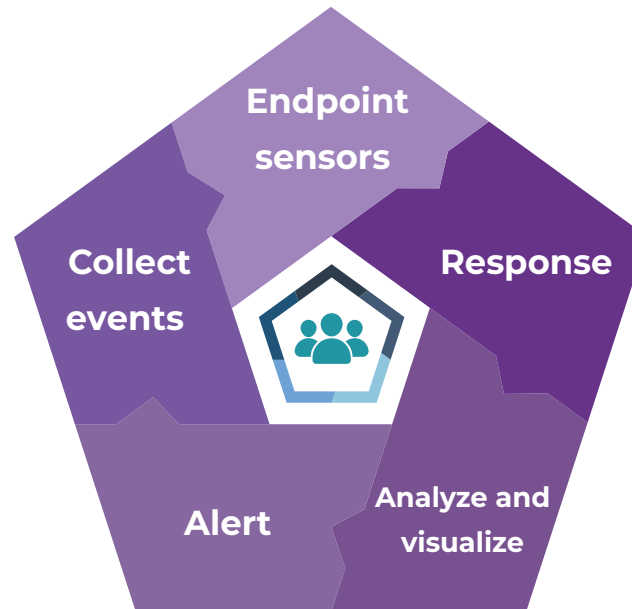 Endpoint
sensors
Collect
events
Response
Alert
Analyze and
visualize